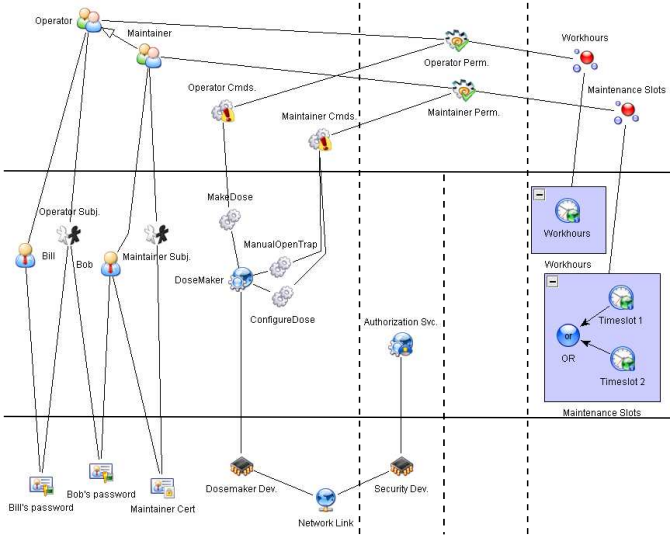 Operator
Maintainer
Workhours
Operator Perm.
Operator Cmds.
Maintenance Slots
Maintainer Cmds.
Maintainer Perm.
MakeDose
Operator Subj.
Workhours
ManualOpenTrap
Bill
Bob
Maintainer Subj.
Workhours
DoseMaker
ConfigureDose
Authorization Svc.
Timeslot 1
or
OR
Timeslot 2
Maintenance Slots
Bill's password
Bob's password
Maintainer Cert
Dosemaker Dev.
Security Dev.
Network Link